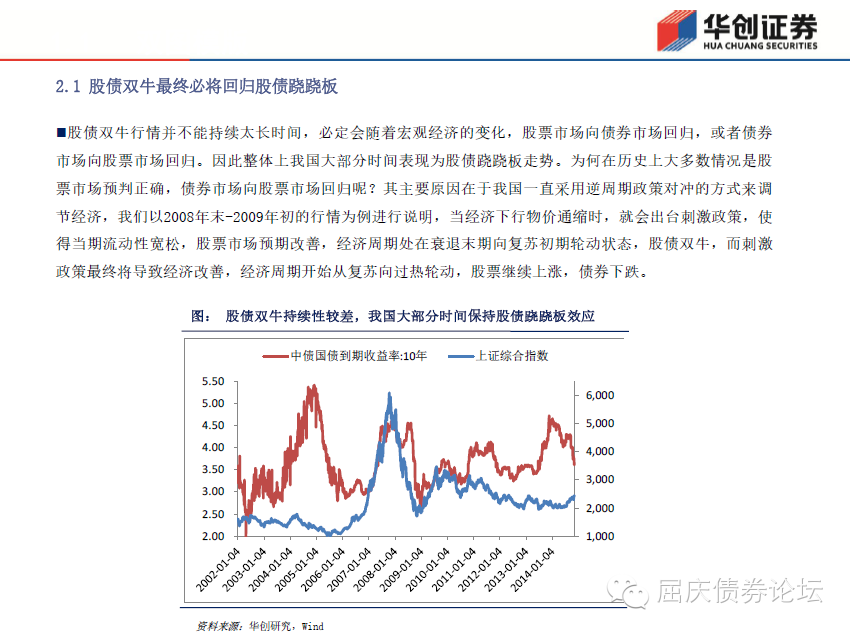 华创证券
HUA CHUANG SECURITIES
2.1 股债双牛最终必将回归股债跷跷板
■股债双牛行情并不能持续太长时间，必定会随着宏观经济的变化，股票市场向债券市场回归，或者债券
市场向股票市场回归。因此整体上我国大部分时间表现为股债跷跷板走势。为何在历史上大多数情况是股
票市场预判正确，债券市场向股票市场回归呢？其主要原因在于我国一直采用逆周期政策对冲的方式来调
节经济，我们以2008年末-2009年初的行情为例进行说明，当经济下行物价通缩时，就会出台刺激政策，使
得当期流动性宽松，股票市场预期改善，经济周期处在衰退末期向复苏初期轮动状态，股债双牛，而刺激
政策最终将导致经济改善，经济周期开始从复苏向过热轮动，股票继续上涨，债券下跌。
图： 股债双牛持续性较差，我国大部分时间保持股债跷跷板效应
中债国债到期收益率:10年 上证综合指数
5.50
5.00
4.50
4.00
3.50
3.00
2.50
2.00
6,000
5,000
4,000
3,000
2,000
1,000
2002-01-04
2003-01-04
2004-01-04
2005-01-04
2006-01-04
2007-01-04
2008-01-04
2009-01-04
2010-01-04
2011-01-04
2012-01-04
2013-01-04
2014-01-04
屈庆债券论坛
资料来源：华创研究，Wind